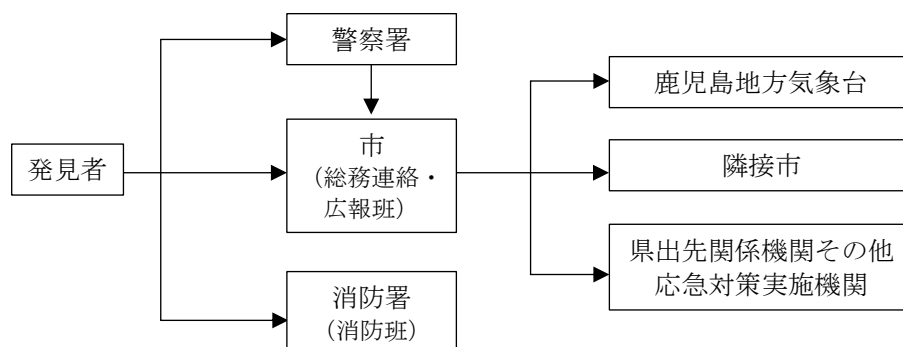 発見者
警察署
市
（総務連絡・
広報班）
消防署
（消防班）
鹿児島地方気象台
隣接市
県出先関係機関その他
応急対策実施機関